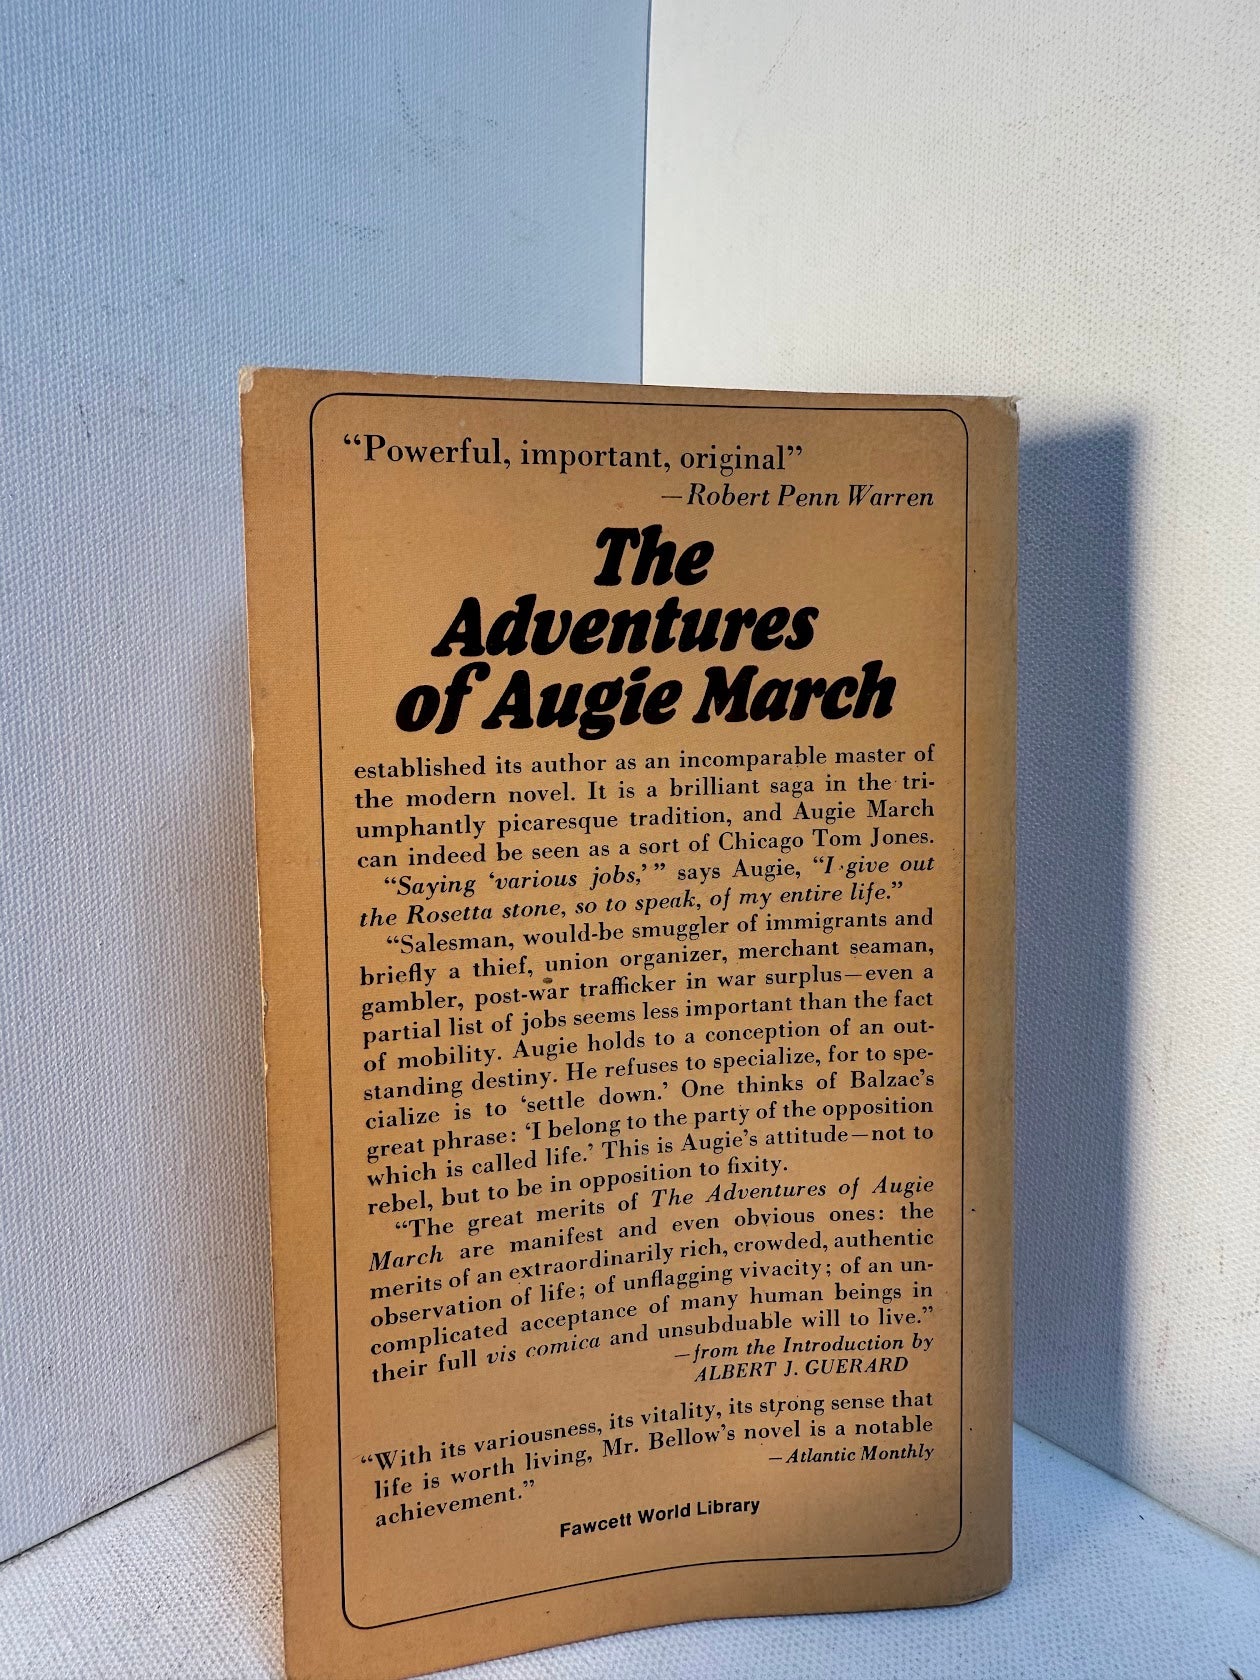 “Powerful, important, original”
—Robert Penn Warren
The
Adventures
of Augie March
established its author as an incomparable master of
the modern novel. It is a brilliant saga in the tri-
umphantly picaresque tradition, and Augie March
can indeed be seen as a sort of Chicago Tom Jones.
“Saying ‘various jobs,’ ” says Augie, “I give out
the Rosetta stone, so to speak, of my entire life.”
“Salesman, would-be smuggler of immigrants and
briefly a thief, union organizer, merchant seaman,
gambler, post-war trafficker in war surplus—even a
partial list of jobs seems less important than the fact
of mobility. Augie holds to a conception of an out-
standing destiny. He refuses to specialize, for to spe-
cialize is to ‘settle down.’ One thinks of Balzac’s
great phrase: ‘I belong to the party of the opposition
which is called life.’ This is Augie’s attitude—not to
rebel, but to be in opposition to fixity.
“The great merits of The Adventures of Augie
March are manifest and even obvious ones: the
merits of an extraordinarily rich, crowded, authentic
observation of life; of unflagging vivacity; of an un-
complicated acceptance of many human beings in
their full vis comica and unsubduable will to live.”
—from the Introduction by
ALBERT J. GUERARD
“With its variousness, its vitality, its strong sense that
life is worth living, Mr. Bellow’s novel is a notable
achievement.”
—Atlantic Monthly
Fawcett World Library